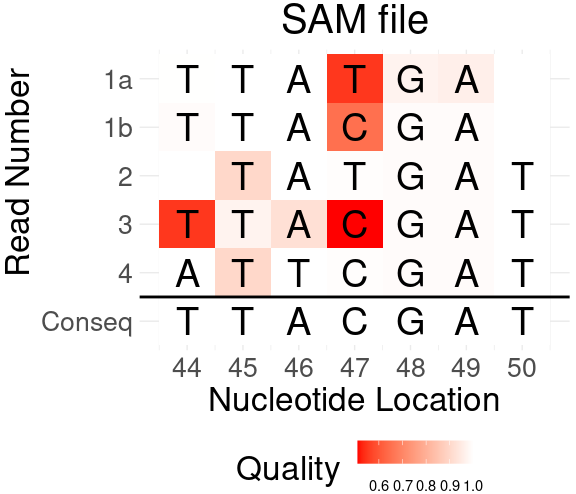 SAM file
Read Number
1a T T A T G A
1b T T A C G A
2 T A T G A T
3 T T A C G A T
4 A T T C G A T
Conseq T T A C G A T
44 45 46 47 48 49 50
Nucleotide Location
Quality
0.6 0.7 0.8 0.9 1.0